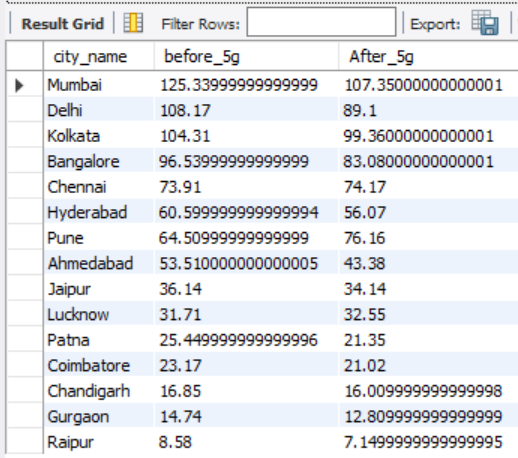 Result Grid Filter Rows: Export:
city_name before_5g After_5g
Mumbai 125.33999999999999 107.35000000000001
Delhi 108.17 89.1
Kolkata 104.31 99.36000000000001
Bangalore 96.53999999999999 83.08000000000001
Chennai 73.91 74.17
Hyderabad 60.599999999999994 56.07
Pune 64.50999999999999 76.16
Ahmedabad 53.510000000000005 43.38
Jaipur 36.14 34.14
Lucknow 31.71 32.55
Patna 25.449999999999996 21.35
Coimbatore 23.17 21.02
Chandigarh 16.85 16.009999999999998
Gurgaon 14.74 12.809999999999999
Raipur 8.58 7.1499999999999995